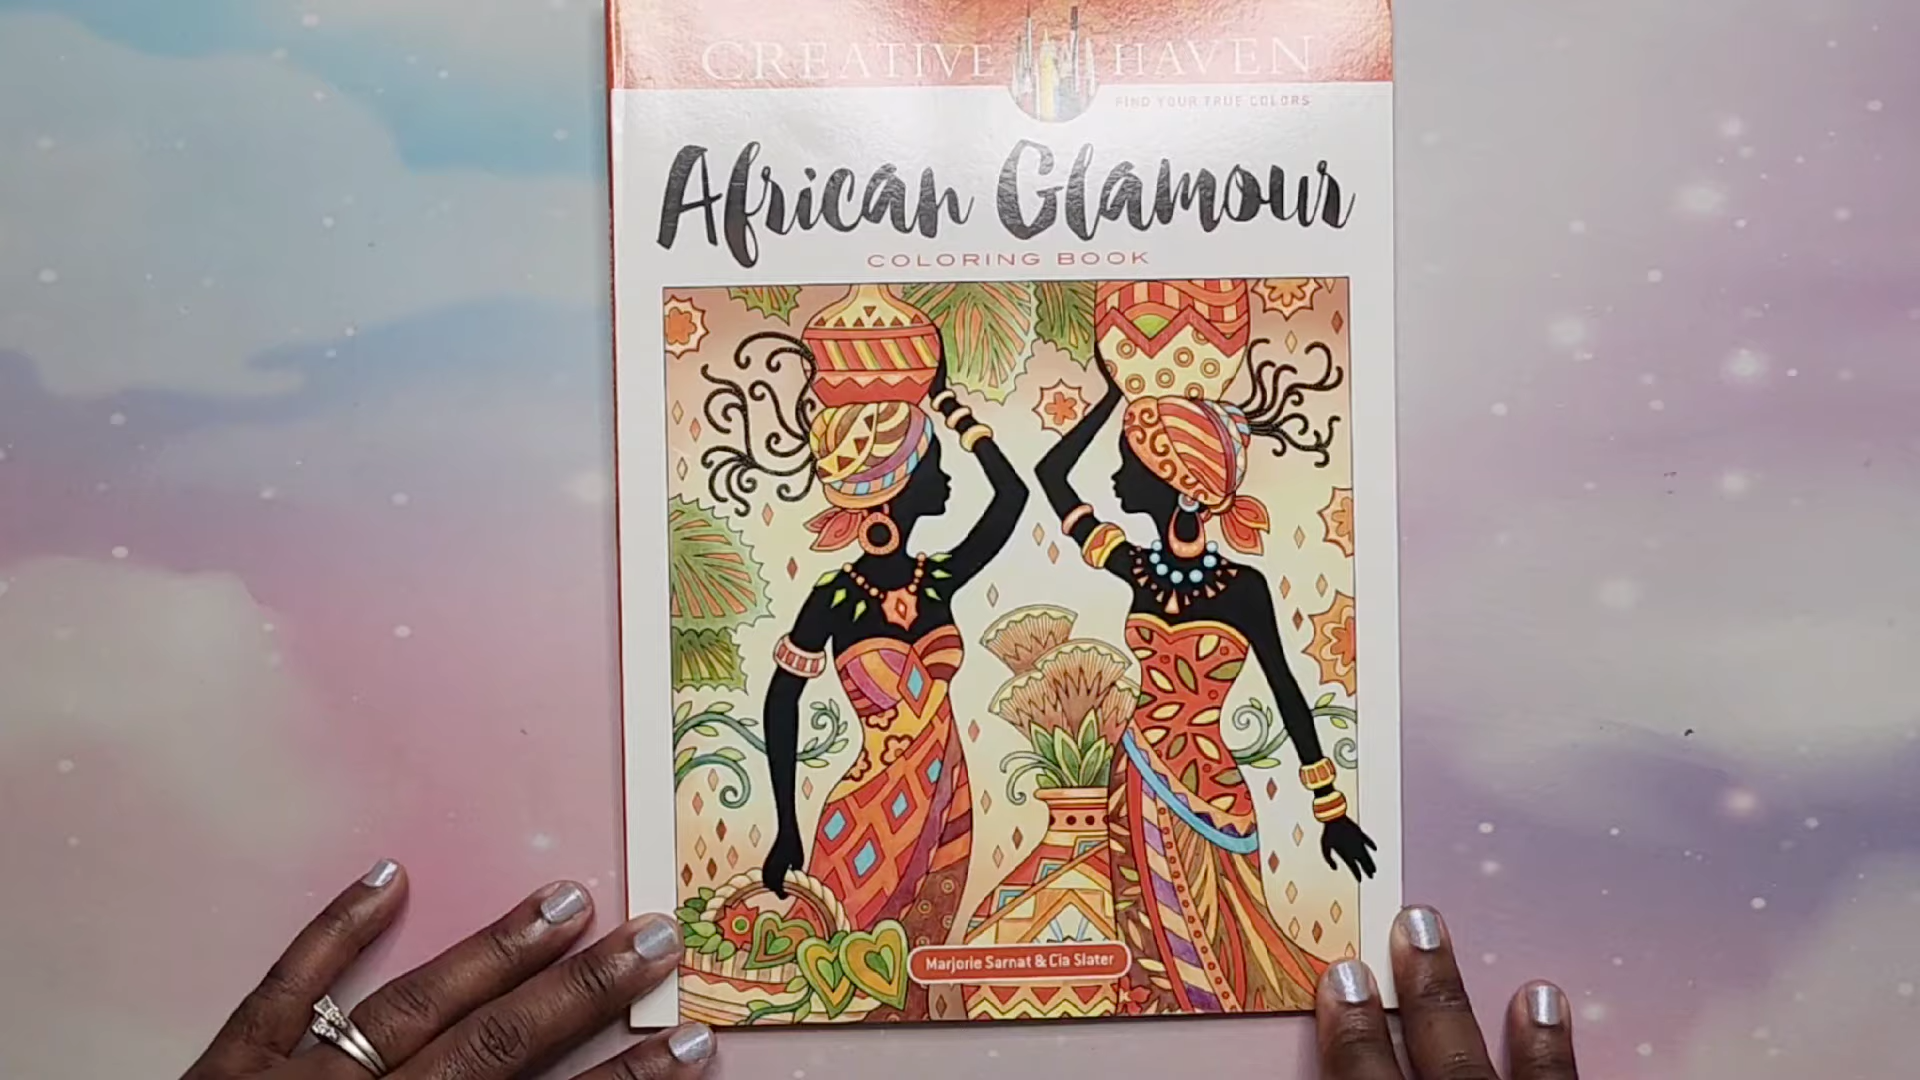 CREATIVE HAVEN
FIND YOUR TRUE COLORS
African Glamour
COLORING BOOK
Marjorie Sarnat & Cia Slater